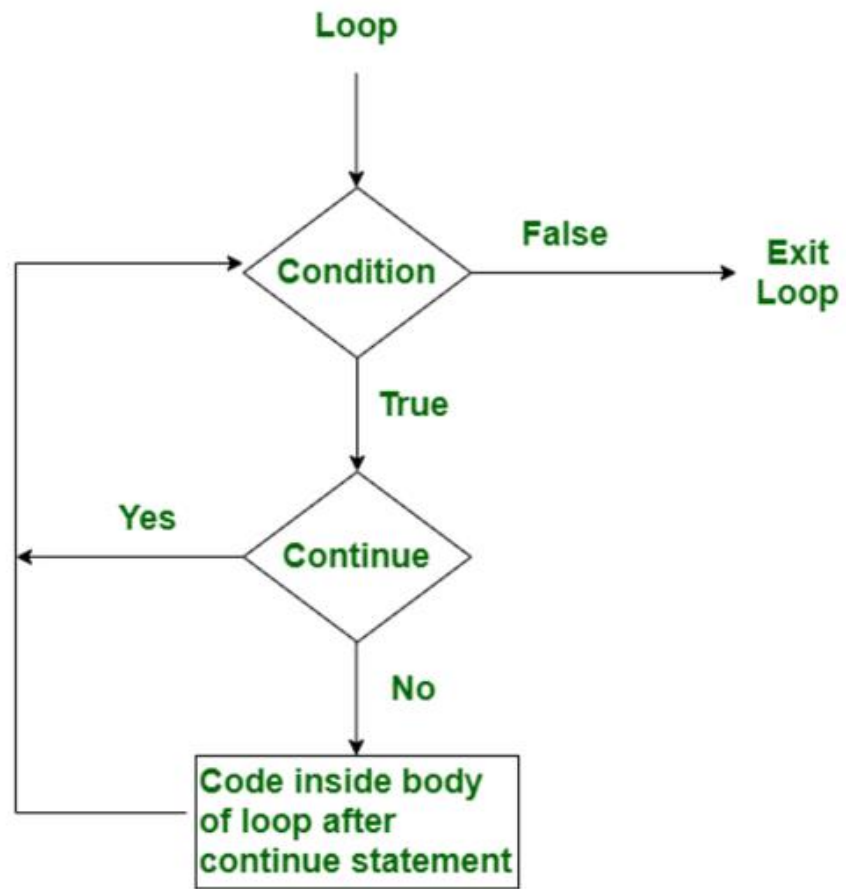 Loop
Condition
False
Exit
Loop
True
Yes
Continue
No
Code inside body
of loop after
continue statement